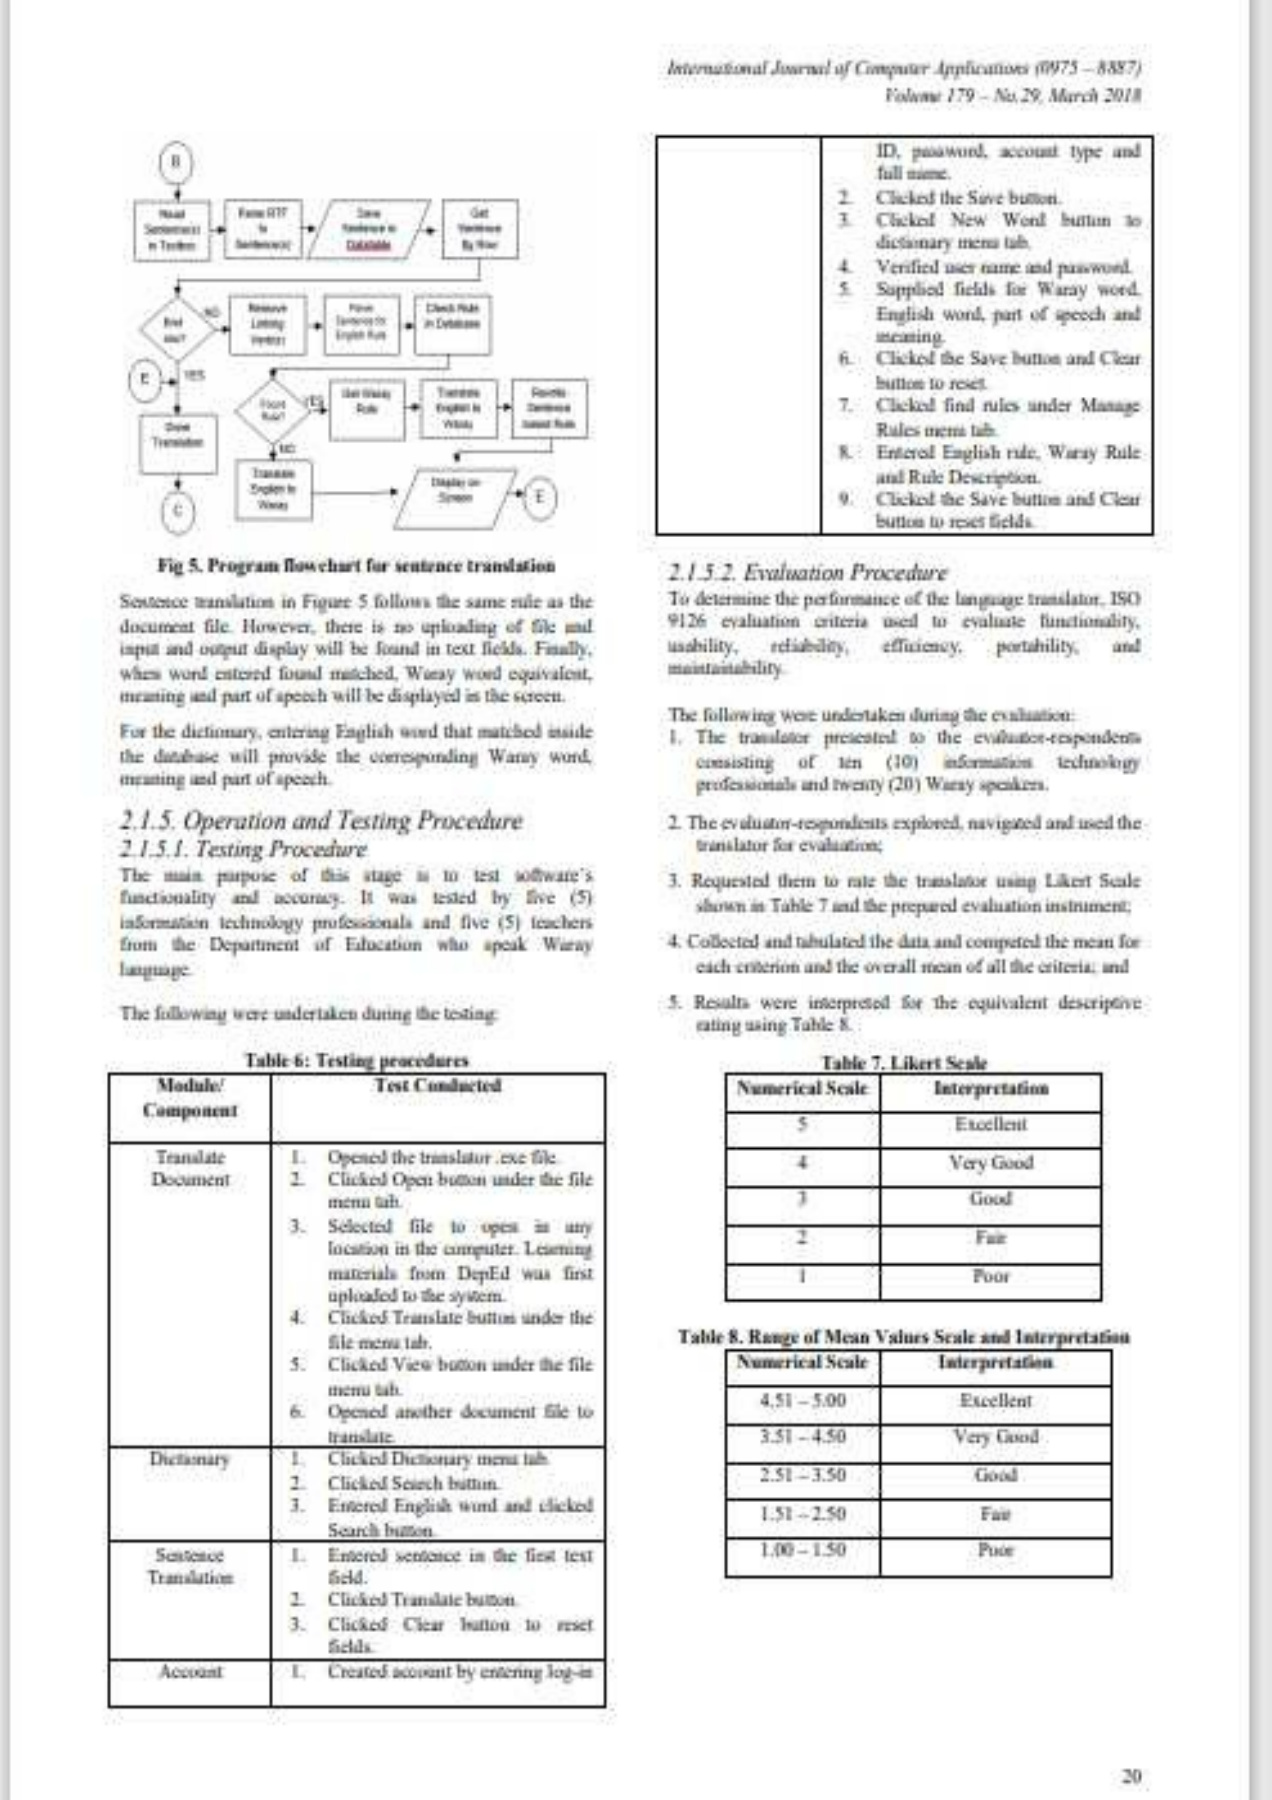 International Journal of Computer Applications (0975 – 8887)
Volume 179 – No.29, March 2018
B
Read
Sentence(s)
in Textbox
Parse RTF
to
Sentence(s)
Save
Sentence in
Datatable
Get
Sentence
By Row
End
NO
Remove
Linking
Verb(s)
Parse
Sentence to
English Rule
Check Rule
in Database
E
YES
Done
Translation
C
Found
Rule?
YES
Get Waray
Rule
Translate
English to
Waray
Rewrite
Sentence
based Rule
NO
Translate
English to
Waray
Display on
Screen
E
Fig 5. Program flowchart for sentence translation
Sentence translation in Figure 5 follows the same rule as the
document file. However, there is no uploading of file and
input and output display will be found in text fields. Finally,
when word entered found matched, Waray word equivalent,
meaning and part of speech will be displayed in the screen.
For the dictionary, entering English word that matched inside
the database will provide the corresponding Waray word,
meaning and part of speech.
2.1.5. Operation and Testing Procedure
2.1.5.1. Testing Procedure
The main purpose of this stage is to test software's
functionality and accuracy. It was tested by five (5)
information technology professionals and five (5) teachers
from the Department of Education who speak Waray
language.
The following were undertaken during the testing:
Table 6: Testing procedures
Module/
Component
Test Conducted
Translate
Document
1. Opened the translator .exe file.
2. Clicked Open button under the file
menu tab.
3. Selected file to open in any
location in the computer. Learning
materials from DepEd was first
uploaded to the system.
4. Clicked Translate button under the
file menu tab.
5. Clicked View button under the file
menu tab.
6. Opened another document file to
translate.
Dictionary
1. Clicked Dictionary menu tab.
2. Clicked Search button.
3. Entered English word and clicked
Search button.
Sentence
Translation
1. Entered sentence in the first text
field.
2. Clicked Translate button.
3. Clicked Clear button to reset
fields.
Account
1. Created account by entering log-in
ID, password, account type and
full name.
2. Clicked the Save button.
3. Clicked New Word button to
dictionary menu tab.
4. Verified user name and password.
5. Supplied fields for Waray word,
English word, part of speech and
meaning.
6. Clicked the Save button and Clear
button to reset.
7. Clicked find rules under Manage
Rules menu tab.
8. Entered English rule, Waray Rule
and Rule Description.
9. Clicked the Save button and Clear
button to reset fields.
2.1.5.2. Evaluation Procedure
To determine the performance of the language translator, ISO
9126 evaluation criteria used to evaluate functionality,
usability, reliability, efficiency, portability, and
maintainability.
The following were undertaken during the evaluation:
1. The translator presented to the evaluator-respondents
consisting of ten (10) information technology
professionals and twenty (20) Waray speakers.
2. The evaluator-respondents explored, navigated and used the
translator for evaluation;
3. Requested them to rate the translator using Likert Scale
shown in Table 7 and the prepared evaluation instrument;
4. Collected and tabulated the data and computed the mean for
each criterion and the overall mean of all the criteria; and
5. Results were interpreted for the equivalent descriptive
rating using Table 8.
Table 7. Likert Scale
Numerical Scale Interpretation
5 Excellent
4 Very Good
3 Good
2 Fair
1 Poor
Table 8. Range of Mean Values Scale and Interpretation
Numerical Scale Interpretation
4.51 – 5.00 Excellent
3.51 – 4.50 Very Good
2.51 – 3.50 Good
1.51 – 2.50 Fair
1.00 – 1.50 Poor
20